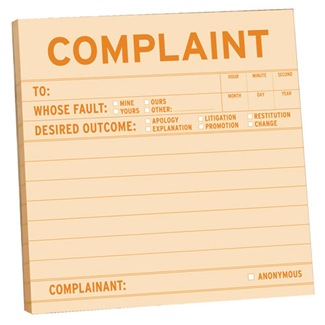 COMPLAINT
TO:
HOUR MINUTE SECOND
MONTH DAY YEAR
WHOSE FAULT: MINE OURS
YOURS OTHER:
DESIRED OUTCOME: APOLOGY LITIGATION RESTITUTION
EXPLANATION PROMOTION CHANGE
COMPLAINANT: ANONYMOUS